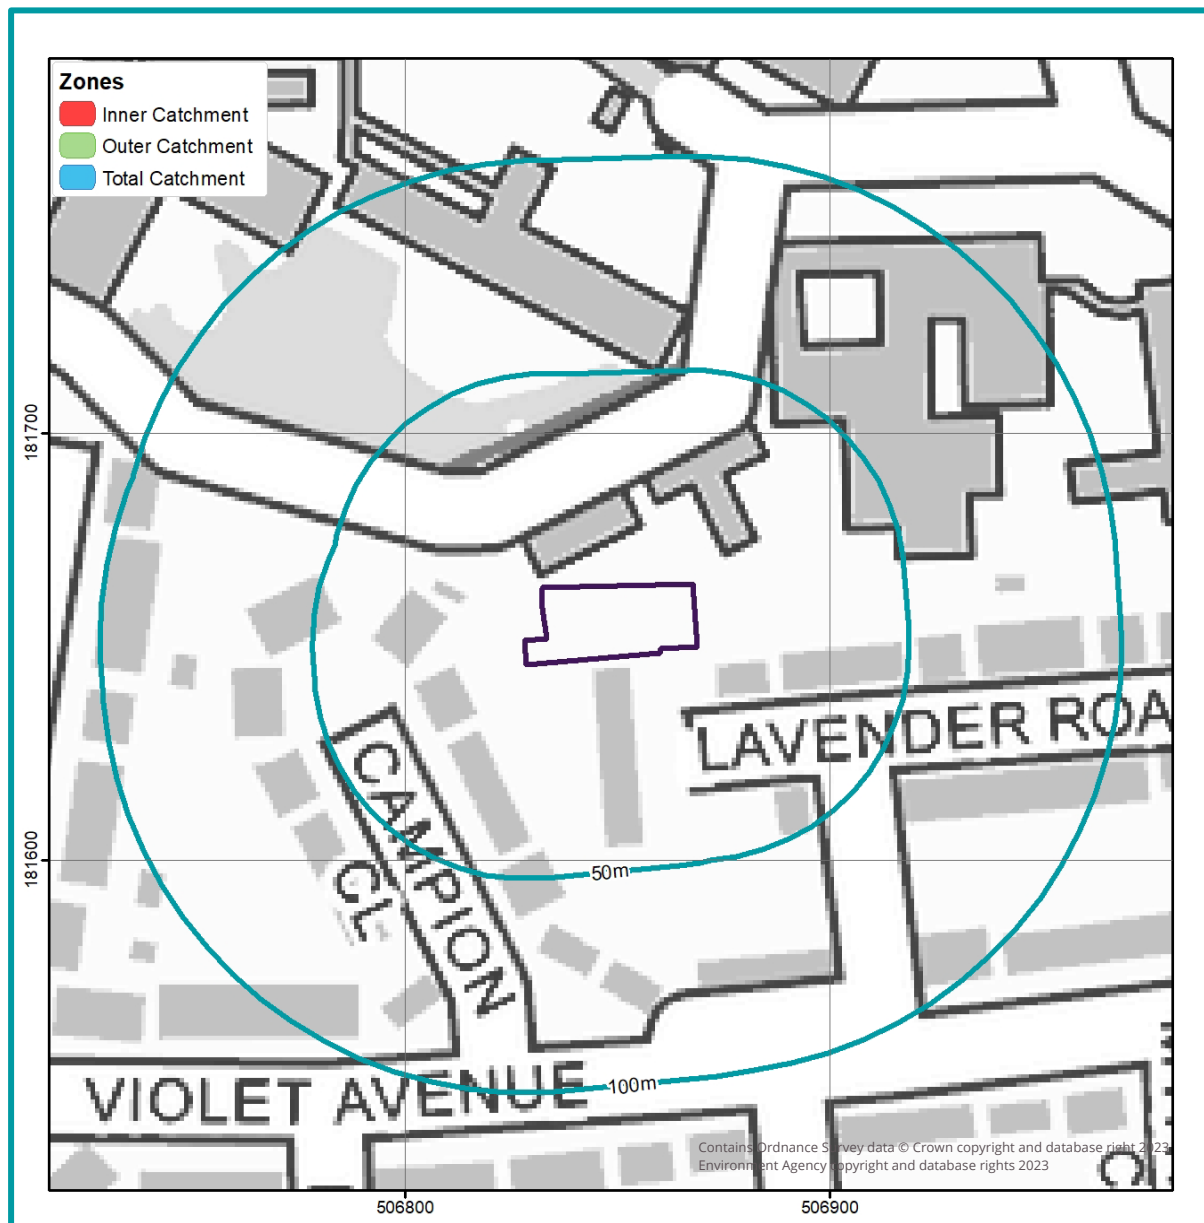 Zones
Inner Catchment
Outer Catchment
Total Catchment
181700
LAVENDER ROA
CAMPION
CL
181600
50m
100m
VIOLET AVENUE
Contains Ordnance Survey data © Crown copyright and database right 2023
Environment Agency copyright and database rights 2023
506800
506900